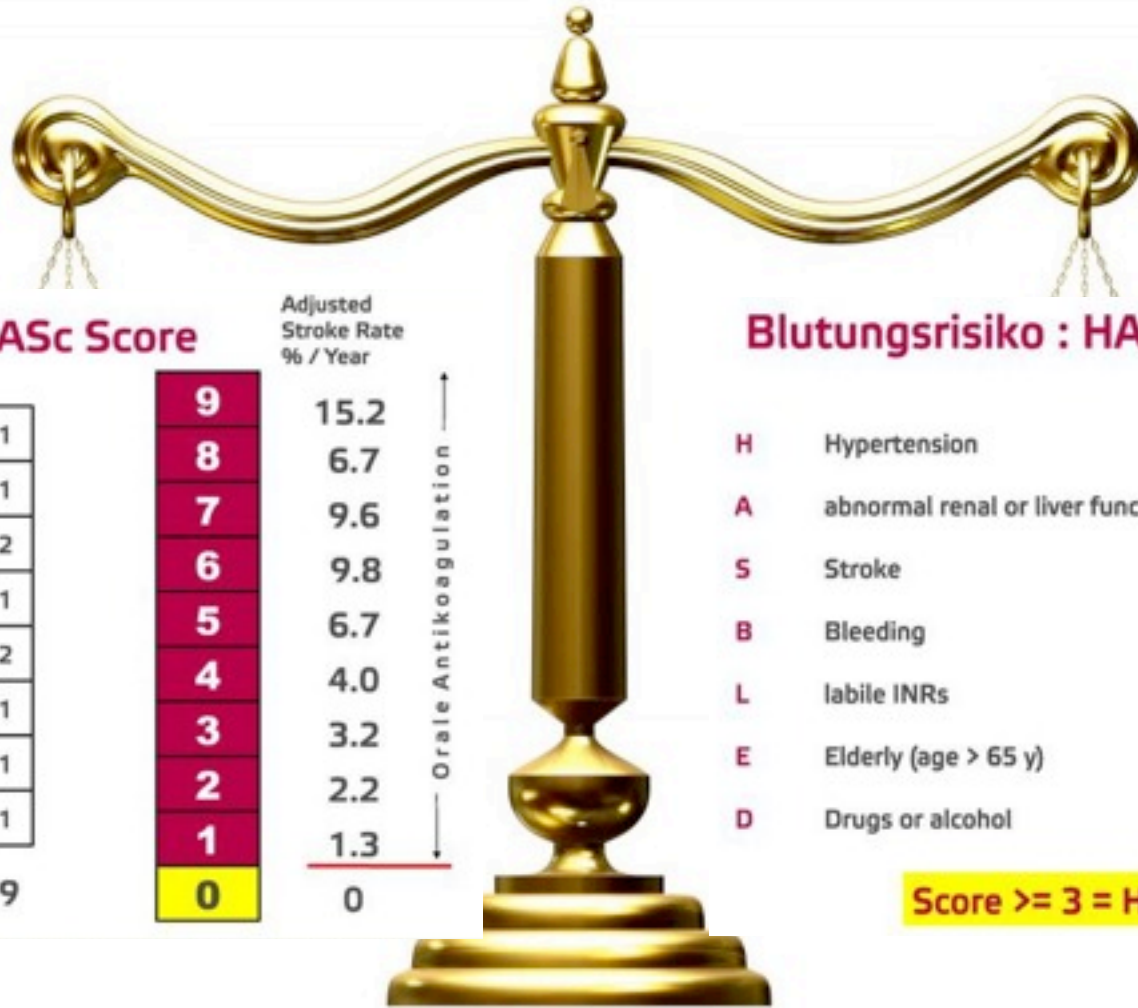 ASc Score
Adjusted
Stroke Rate
% / Year
1
1
2
1
2
1
1
1
9
9 15.2
8 6.7
7 9.6
6 9.8
5 6.7
4 4.0
3 3.2
2 2.2
1 1.3
0 0
Orale Antikoagulation
Blutungsrisiko : HA
H Hypertension
A abnormal renal or liver func
S Stroke
B Bleeding
L labile INRs
E Elderly (age > 65 y)
D Drugs or alcohol
Score >= 3 = H